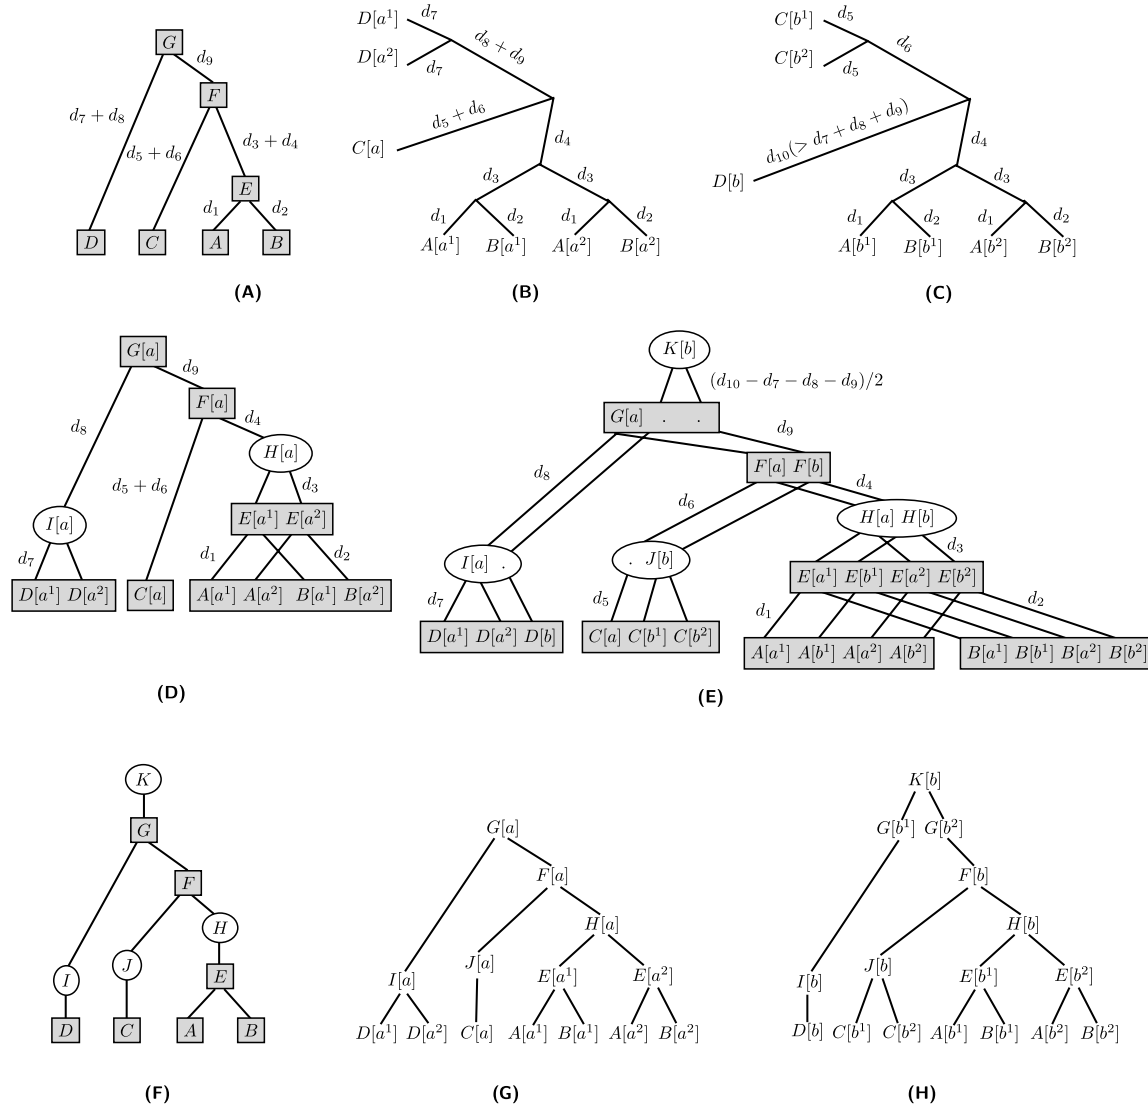 G
d₉
F
d₇ + d₈
d₅ + d₆
d₃ + d₄
E
d₁ d₂
D C A B
(A)
D[a¹] d₇
D[a²] d₇
d₈ + d₉
C[a] d₅ + d₆
d₄
d₃ d₃
d₁ d₂ d₁ d₂
A[a¹] B[a¹] A[a²] B[a²]
(B)
C[b¹] d₅
C[b²] d₅
d₆
D[b] d₁₀(> d₇ + d₈ + d₉)
d₄
d₃ d₃
d₁ d₂ d₁ d₂
A[b¹] B[b¹] A[b²] B[b²]
(C)
G[a]
d₉
F[a]
d₈ d₄
H[a]
d₅ + d₆ d₃
I[a] E[a¹] E[a²]
d₇ d₁ d₂
D[a¹] D[a²] C[a] A[a¹] A[a²] B[a¹] B[a²]
(D)
K[b]
(d₁₀ − d₇ − d₈ − d₉)/2
G[a] . .
d₉
d₈ F[a] F[b]
d₆ d₄
H[a] H[b]
d₃
I[a] . . J[b]
E[a¹] E[b¹] E[a²] E[b²]
d₇ d₅ d₁ d₂
D[a¹] D[a²] D[b] C[a] C[b¹] C[b²]
A[a¹] A[b¹] A[a²] A[b²] B[a¹] B[b¹] B[a²] B[b²]
(E)
K
G
F
H
J
I E
D C A B
(F)
G[a]
F[a]
H[a]
J[a]
I[a] E[a¹] E[a²]
D[a¹] D[a²] C[a] A[a¹] B[a¹] A[a²] B[a²]
(G)
K[b]
G[b¹] G[b²]
F[b]
H[b]
J[b]
I[b] E[b¹] E[b²]
D[b] C[b¹] C[b²] A[b¹] B[b¹] A[b²] B[b²]
(H)